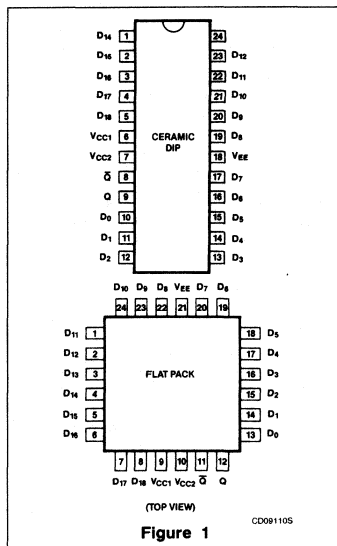 D14 1 24
D15 2 23 D12
D16 3 22 D11
D17 4 21 D10
D18 5 20 D9
VCC1 6 CERAMIC DIP 19 D8
VCC2 7 18 VEE
Q̅ 8 17 D7
Q 9 16 D6
D0 10 15 D5
D1 11 14 D4
D2 12 13 D3
D10 D9 D8 VEE D7 D6
24 23 22 21 20 19
D11 1 18 D5
D12 2 17 D4
D13 3 FLAT PACK 16 D3
D14 4 15 D2
D15 5 14 D1
D16 6 13 D0
7 8 9 10 11 12
D17 D18 VCC1 VCC2 Q̅ Q
(TOP VIEW)
CD09110S
Figure 1